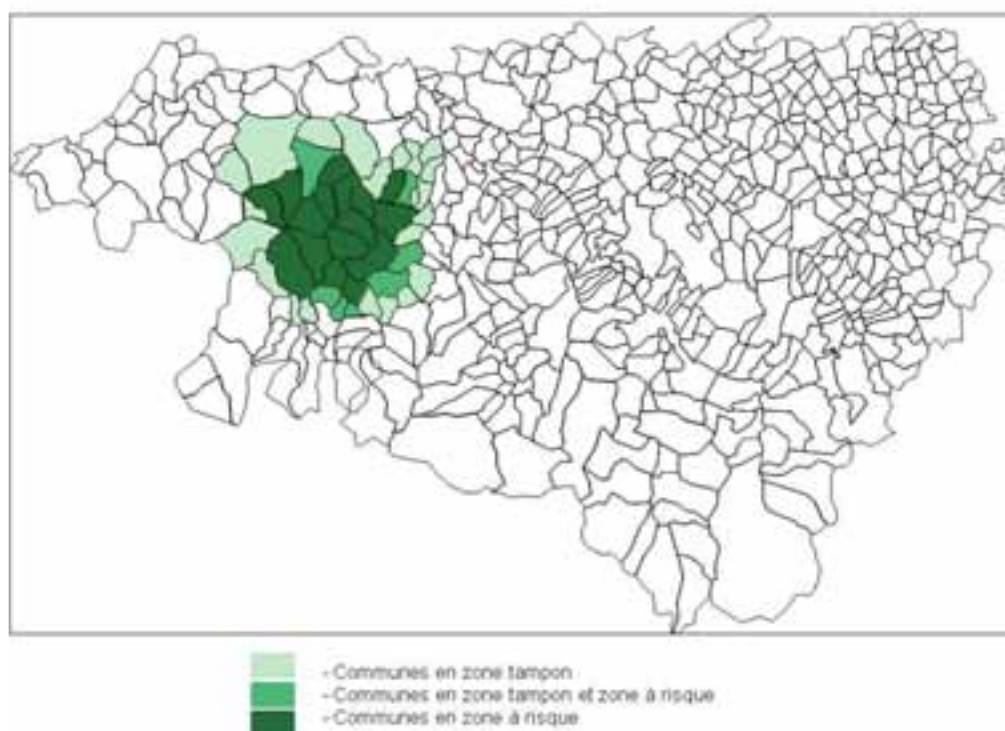 - Communes en zone tampon
- Communes en zone tampon et zone à risque
- Communes en zone à risque